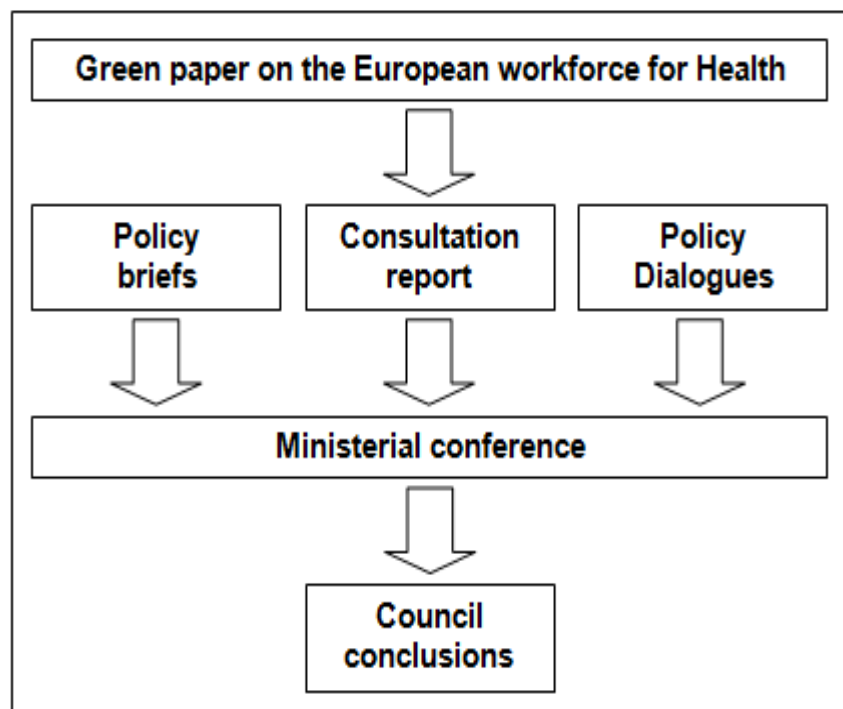 Green paper on the European workforce for Health
Policy
briefs
Consultation
report
Policy
Dialogues
Ministerial conference
Council
conclusions